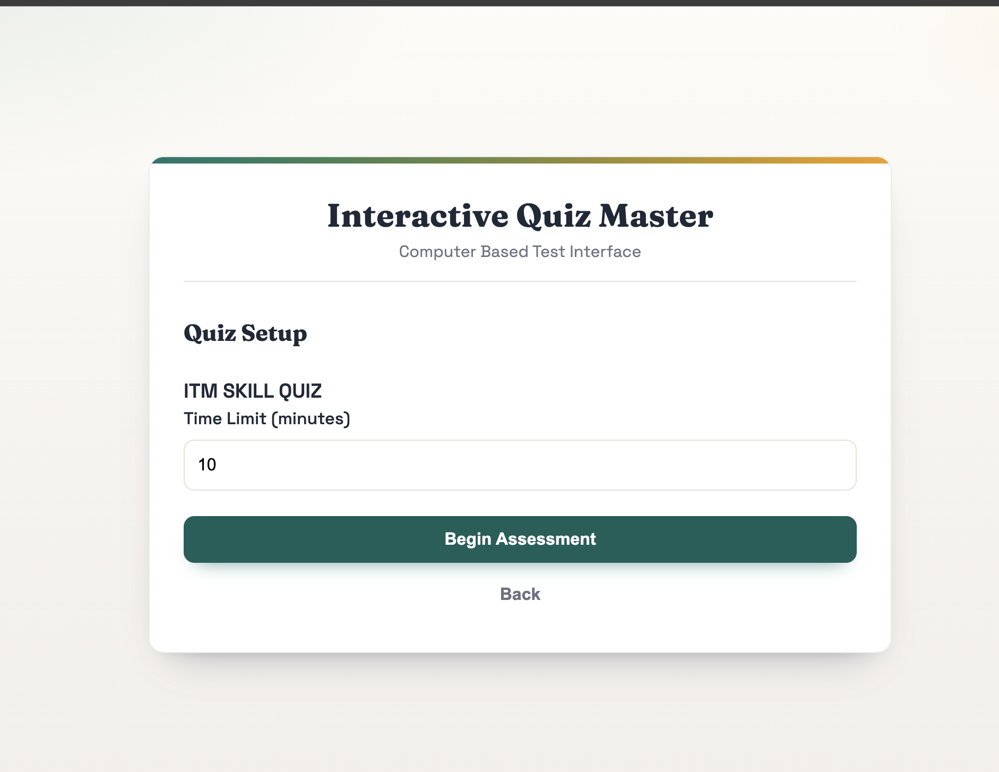 Interactive Quiz Master
Computer Based Test Interface
Quiz Setup
ITM SKILL QUIZ
Time Limit (minutes)
10
Begin Assessment
Back